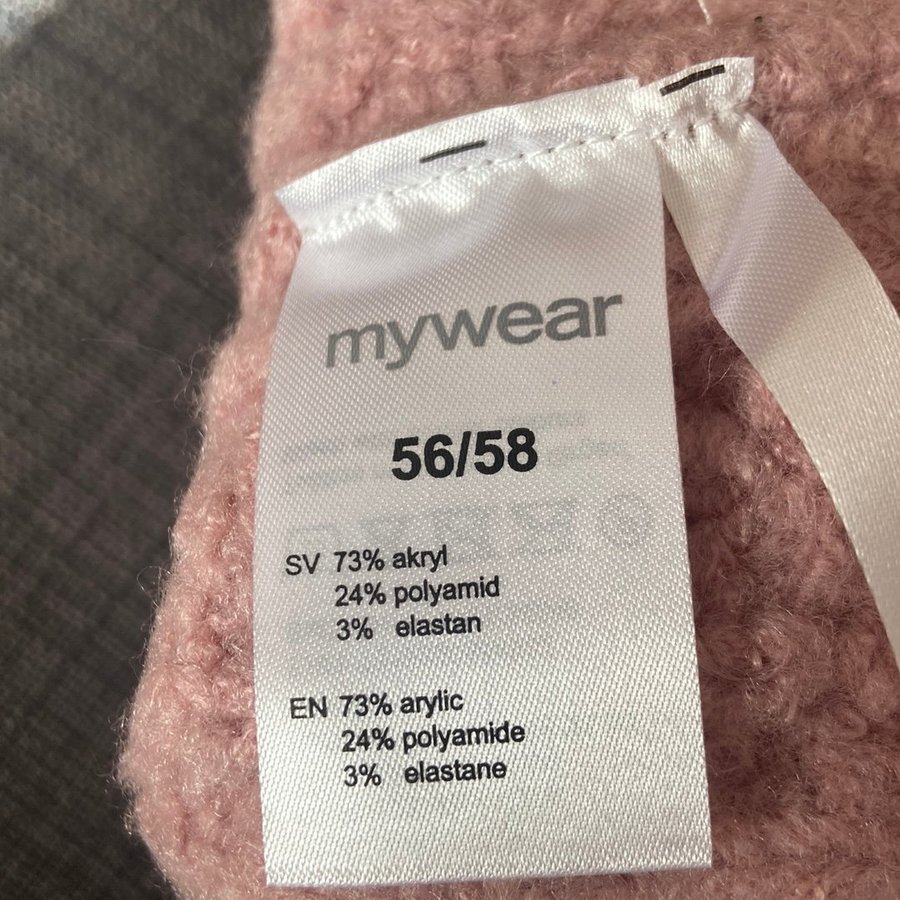 mywear
56/58
SV 73% akryl
24% polyamid
3% elastan
EN 73% arylic
24% polyamide
3% elastane